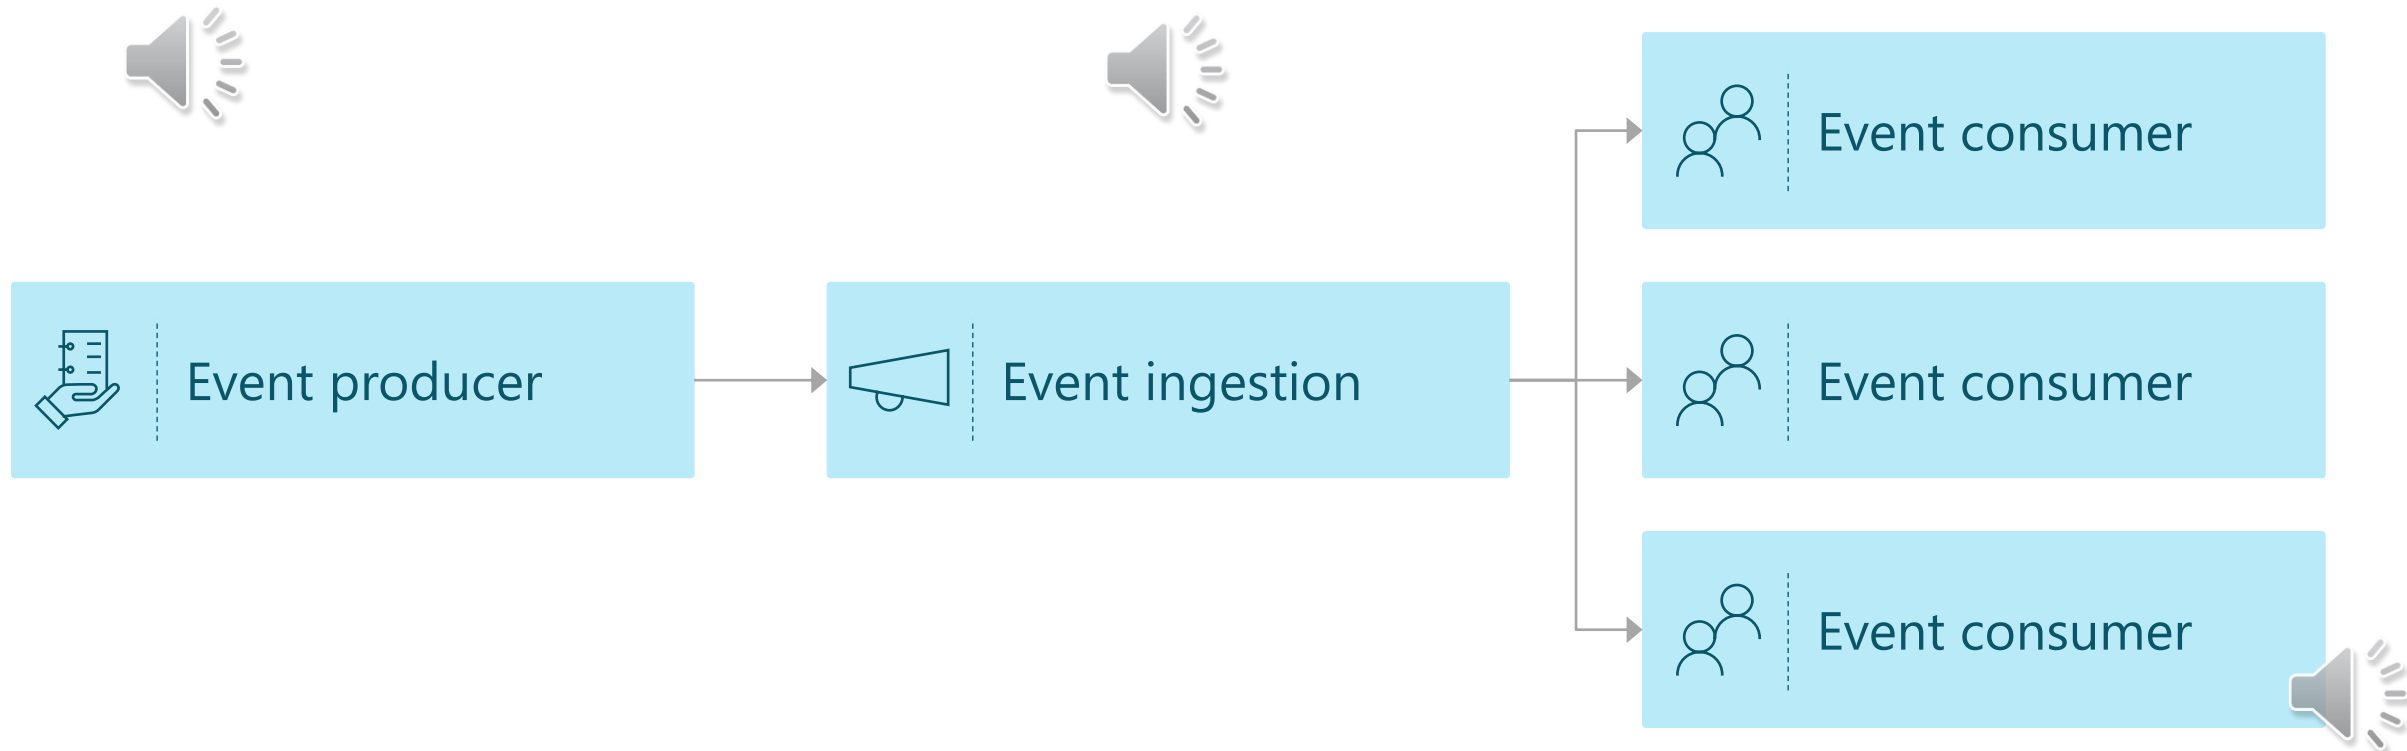 Event consumer
Event producer
Event ingestion
Event consumer
Event consumer